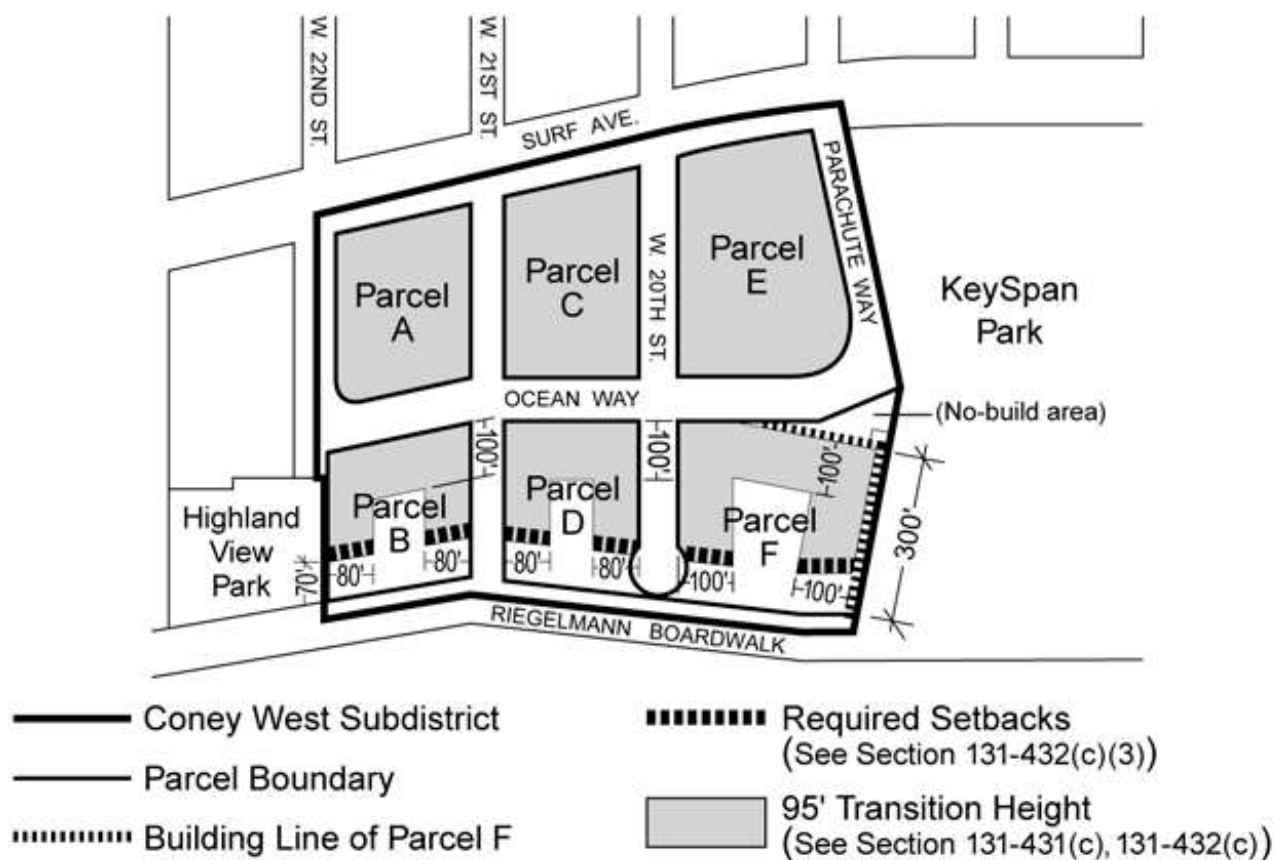 W. 22ND ST.
W. 21ST ST.
SURF AVE.
PARACHUTE WAY
Parcel
A
Parcel
C
W. 20TH ST.
Parcel
E
KeySpan
Park
OCEAN WAY
(No-build area)
100'
100'
100'
Highland
View
Park
Parcel
B
Parcel
D
Parcel
F
300'
70'
80'
80'
80'
80'
100'
100'
RIEGELMANN BOARDWALK
Coney West Subdistrict
Parcel Boundary
Building Line of Parcel F
Required Setbacks
(See Section 131-432(c)(3))
95' Transition Height
(See Section 131-431(c), 131-432(c))